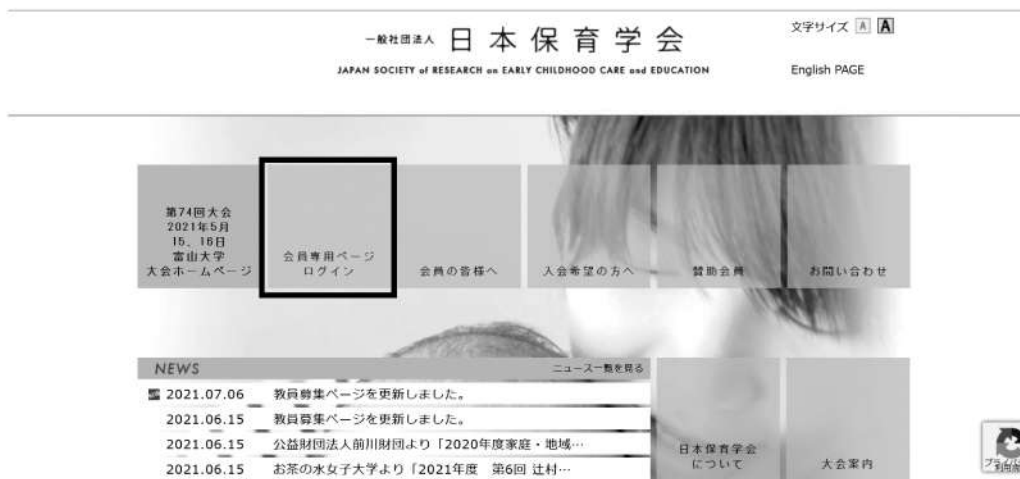 一般社団法人 日本保育学会
JAPAN SOCIETY of RESEARCH on EARLY CHILDHOOD CARE and EDUCATION
文字サイズ A A
English PAGE
第74回大会
2021年5月
15、16日
富山大学
大会ホームページ
会員専用ページ
ログイン
会員の皆様へ
入会希望の方へ
賛助会員
お問い合わせ
NEWS
ニュース一覧を見る
2021.07.06 教員募集ページを更新しました。
2021.06.15 教員募集ページを更新しました。
2021.06.15 公益財団法人前川財団より「2020年度家庭・地域…
2021.06.15 お茶の水女子大学より「2021年度 第6回 辻村…
日本保育学会
について
大会案内